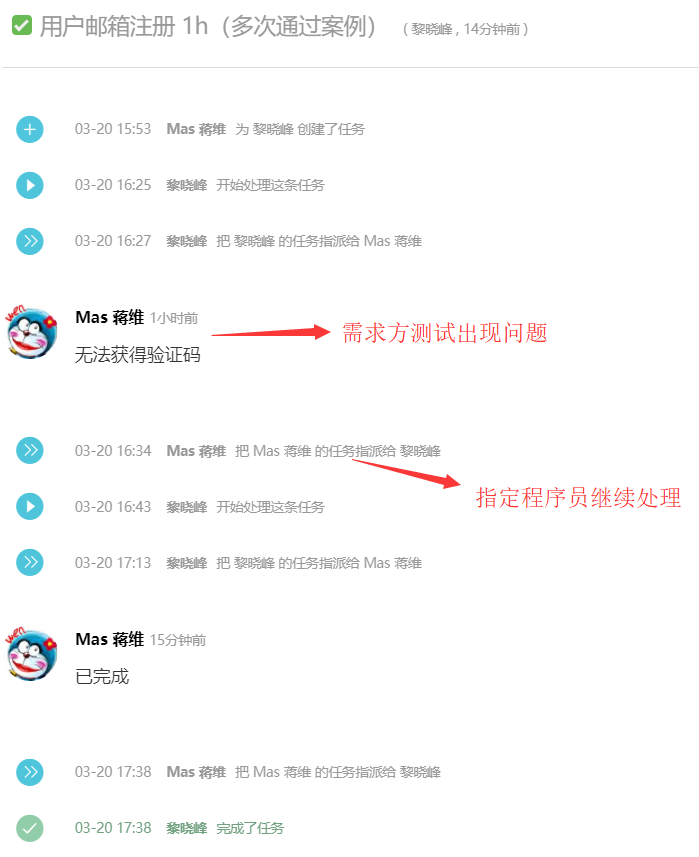 用户邮箱注册 1h（多次通过案例） （ 黎晓峰 , 14分钟前 ）
03-20 15:53 Mas 蒋维 为 黎晓峰 创建了任务
03-20 16:25 黎晓峰 开始处理这条任务
03-20 16:27 黎晓峰 把 黎晓峰 的任务指派给 Mas 蒋维
Mas 蒋维 1小时前
需求方测试出现问题
无法获得验证码
03-20 16:34 Mas 蒋维 把 Mas 蒋维 的任务指派给 黎晓峰
指定程序员继续处理
03-20 16:43 黎晓峰 开始处理这条任务
03-20 17:13 黎晓峰 把 黎晓峰 的任务指派给 Mas 蒋维
Mas 蒋维 15分钟前
已完成
03-20 17:38 Mas 蒋维 把 Mas 蒋维 的任务指派给 黎晓峰
03-20 17:38 黎晓峰 完成了任务